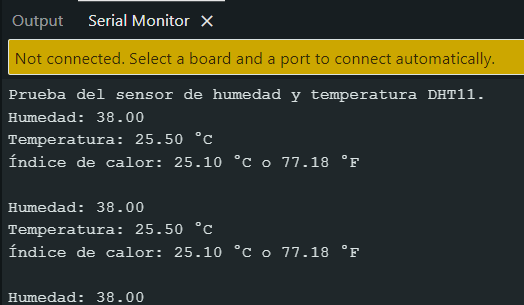 Output Serial Monitor ×
Not connected. Select a board and a port to connect automatically.
Prueba del sensor de humedad y temperatura DHT11.
Humedad: 38.00
Temperatura: 25.50 °C
Índice de calor: 25.10 °C o 77.18 °F
Humedad: 38.00
Temperatura: 25.50 °C
Índice de calor: 25.10 °C o 77.18 °F
Humedad: 38.00